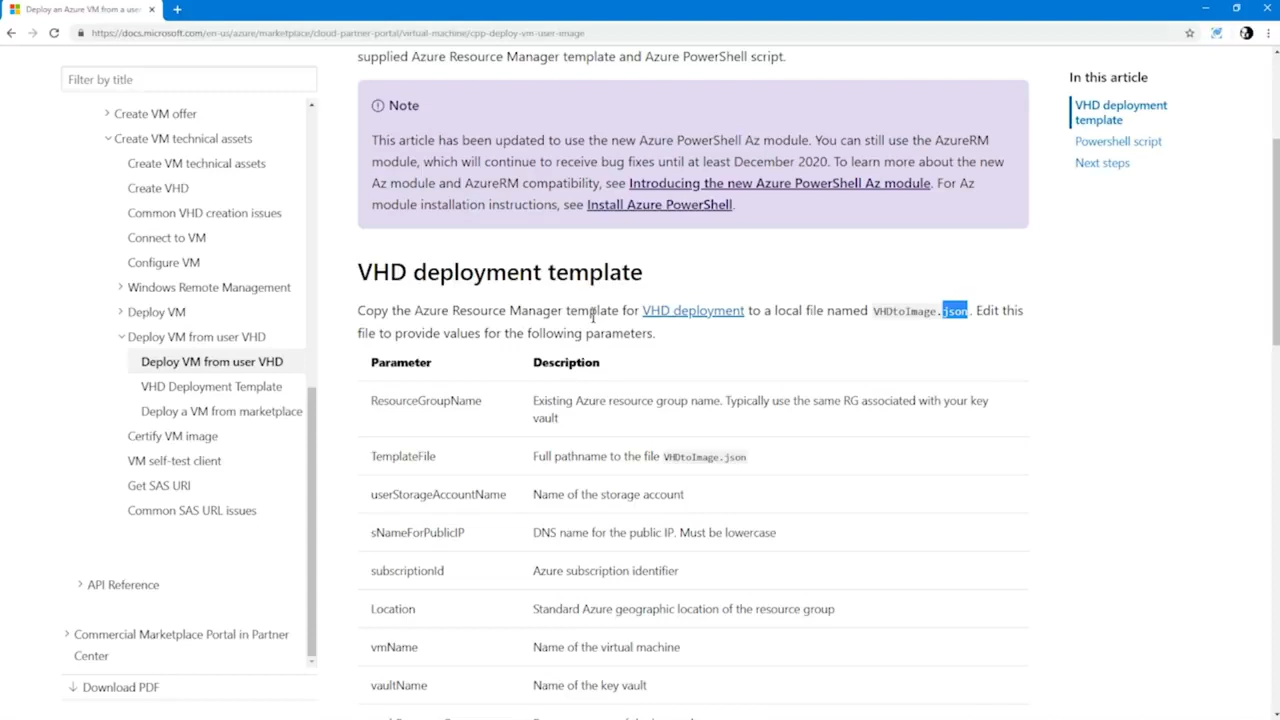 Deploy an Azure VM from a user
https://docs.microsoft.com/en-us/azure/marketplace/cloud-partner-portal/virtual-machine/cpp-deploy-vm-user-image
Filter by title
Create VM offer
Create VM technical assets
Create VM technical assets
Create VHD
Common VHD creation issues
Connect to VM
Configure VM
Windows Remote Management
Deploy VM
Deploy VM from user VHD
Deploy VM from user VHD
VHD Deployment Template
Deploy a VM from marketplace
Certify VM image
VM self-test client
Get SAS URI
Common SAS URL issues
API Reference
Commercial Marketplace Portal in Partner
Center
Download PDF
supplied Azure Resource Manager template and Azure PowerShell script.
Note
This article has been updated to use the new Azure PowerShell Az module. You can still use the AzureRM
module, which will continue to receive bug fixes until at least December 2020. To learn more about the new
Az module and AzureRM compatibility, see Introducing the new Azure PowerShell Az module. For Az
module installation instructions, see Install Azure PowerShell.
VHD deployment template
Copy the Azure Resource Manager template for VHD deployment to a local file named VHDtoImage.json. Edit this
file to provide values for the following parameters.
Parameter Description
ResourceGroupName Existing Azure resource group name. Typically use the same RG associated with your key
vault
TemplateFile Full pathname to the file VHDtoImage.json
userStorageAccountName Name of the storage account
sNameForPublicIP DNS name for the public IP. Must be lowercase
subscriptionId Azure subscription identifier
Location Standard Azure geographic location of the resource group
vmName Name of the virtual machine
vaultName Name of the key vault
In this article
VHD deployment
template
Powershell script
Next steps